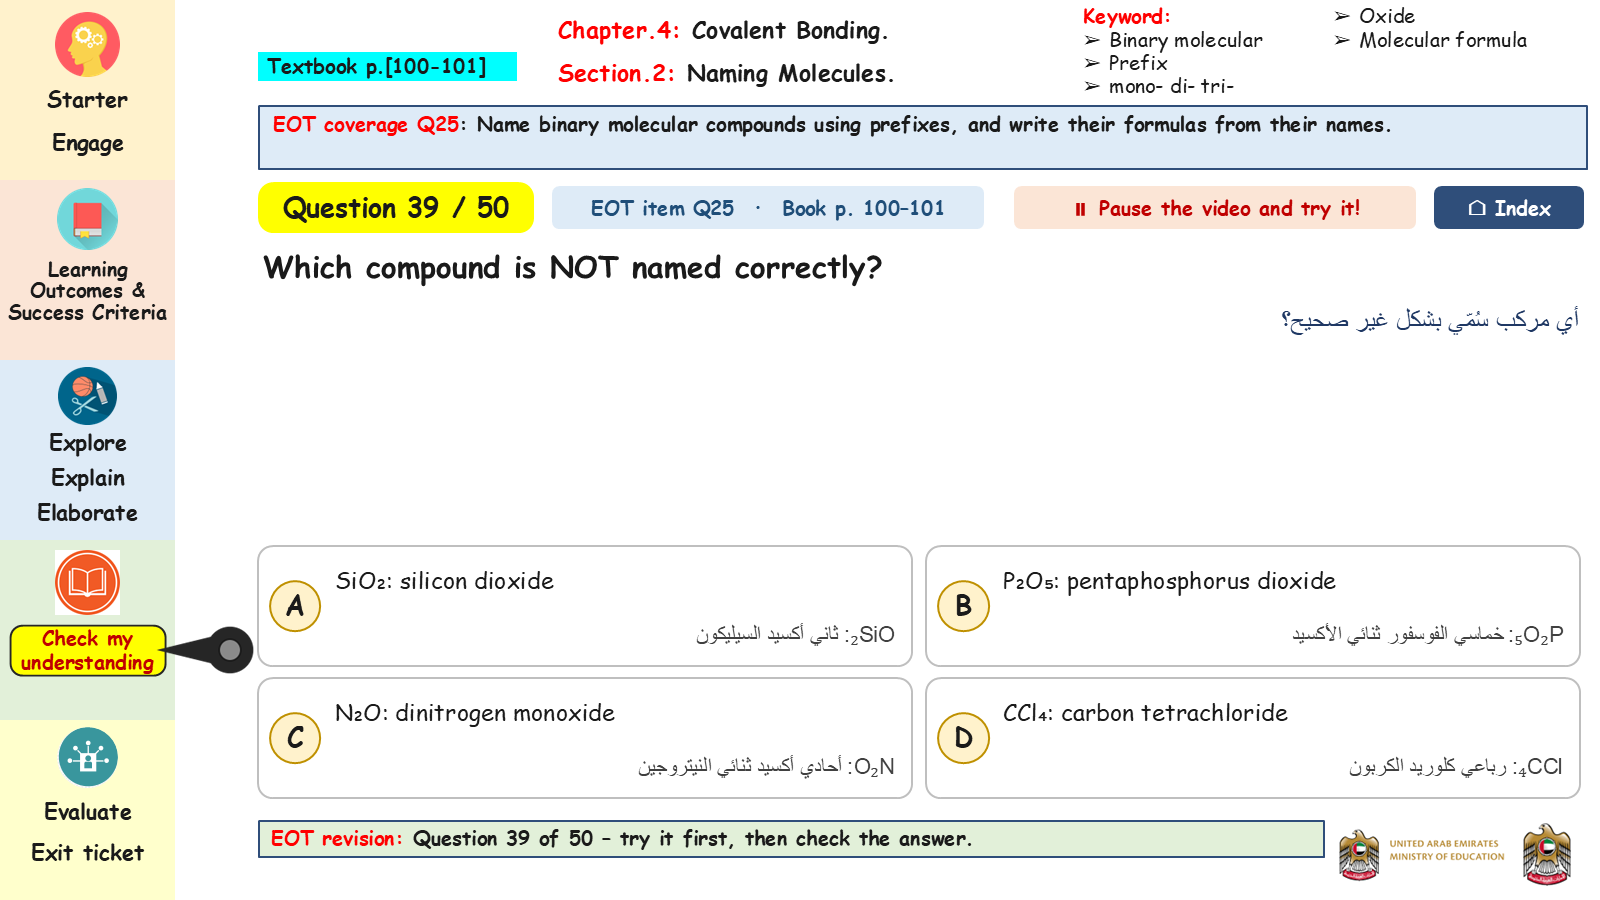 Starter
Engage
Learning
Outcomes &
Success Criteria
Explore
Explain
Elaborate
Check my
understanding
Evaluate
Exit ticket
Textbook p.[100-101]
Chapter.4: Covalent Bonding.
Section.2: Naming Molecules.
Keyword:
➢ Binary molecular
➢ Prefix
➢ mono- di- tri-
➢ Oxide
➢ Molecular formula
EOT coverage Q25: Name binary molecular compounds using prefixes, and write their formulas from their names.
Question 39 / 50
EOT item Q25 · Book p. 100–101
⏸ Pause the video and try it!
⌂ Index
Which compound is NOT named correctly?
أي مركب سُمّي بشكل غير صحيح؟
A
SiO₂: silicon dioxide
₂SiO: ثاني أكسيد السيليكون
B
P₂O₅: pentaphosphorus dioxide
₅O₂P: خماسي الفوسفور ثنائي الأكسيد
C
N₂O: dinitrogen monoxide
O₂N: أحادي أكسيد ثنائي النيتروجين
D
CCl₄: carbon tetrachloride
₄CCl: رباعي كلوريد الكربون
EOT revision: Question 39 of 50 – try it first, then check the answer.
UNITED ARAB EMIRATES
MINISTRY OF EDUCATION